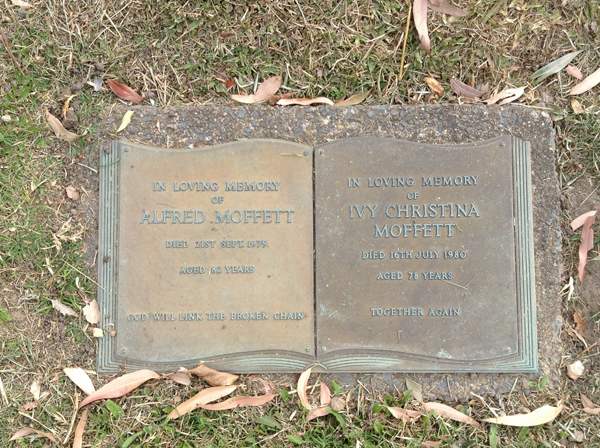 IN LOVING MEMORY
OF
ALFRED MOFFETT
DIED 21ST SEPT. 1979.
AGED 82 YEARS
GOD WILL LINK THE BROKEN CHAIN
IN LOVING MEMORY
OF
IVY CHRISTINA
MOFFETT
DIED 16TH JULY 1980
AGED 78 YEARS
TOGETHER AGAIN